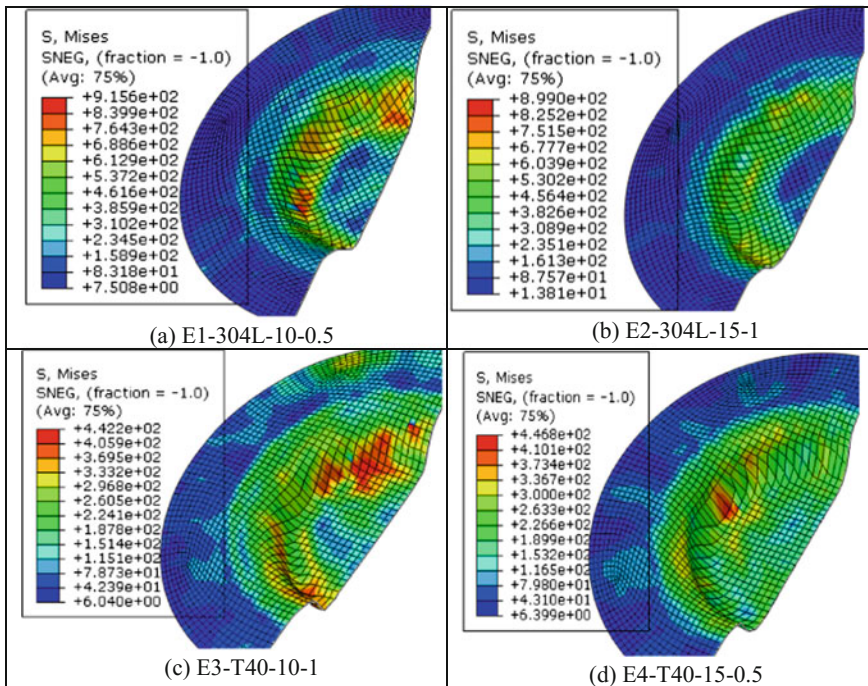 S, Mises
SNEG, (fraction = -1.0)
(Avg: 75%)
+9.156e+02
+8.399e+02
+7.643e+02
+6.886e+02
+6.129e+02
+5.372e+02
+4.616e+02
+3.859e+02
+3.102e+02
+2.345e+02
+1.589e+02
+8.318e+01
+7.508e+00
(a) E1-304L-10-0.5
S, Mises
SNEG, (fraction = -1.0)
(Avg: 75%)
+8.990e+02
+8.252e+02
+7.515e+02
+6.777e+02
+6.039e+02
+5.302e+02
+4.564e+02
+3.826e+02
+3.089e+02
+2.351e+02
+1.613e+02
+8.757e+01
+1.381e+01
(b) E2-304L-15-1
S, Mises
SNEG, (fraction = -1.0)
(Avg: 75%)
+4.422e+02
+4.059e+02
+3.695e+02
+3.332e+02
+2.968e+02
+2.605e+02
+2.241e+02
+1.878e+02
+1.514e+02
+1.151e+02
+7.873e+01
+4.239e+01
+6.040e+00
(c) E3-T40-10-1
S, Mises
SNEG, (fraction = -1.0)
(Avg: 75%)
+4.468e+02
+4.101e+02
+3.734e+02
+3.367e+02
+3.000e+02
+2.633e+02
+2.266e+02
+1.899e+02
+1.532e+02
+1.165e+02
+7.980e+01
+4.310e+01
+6.399e+00
(d) E4-T40-15-0.5